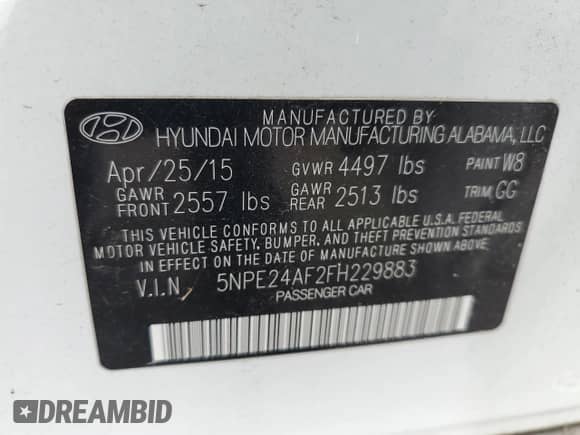 MANUFACTURED BY
HYUNDAI MOTOR MANUFACTURING ALABAMA, LLC
Apr/25/15 GVWR 4497 lbs PAINT W8
GAWR FRONT 2557 lbs GAWR REAR 2513 lbs TRIM GG
THIS VEHICLE CONFORMS TO ALL APPLICABLE U.S.A. FEDERAL
MOTOR VEHICLE SAFETY, BUMPER, AND THEFT PREVENTION STANDARDS
IN EFFECT ON THE DATE OF MANUFACTURE SHOWN ABOVE.
V.I.N. 5NPE24AF2FH229883
PASSENGER CAR
DREAMBID